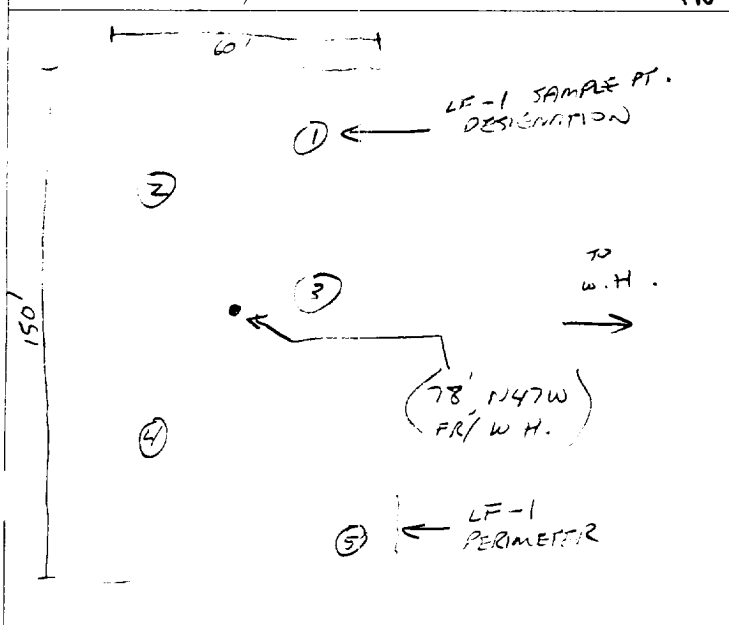 60'
LF-1 SAMPLE PT.
DESIGNATION
1
2
TO
W.H.
3
150'
(78' N47W
FR/ W.H.)
4
LF-1
PERIMETER
5